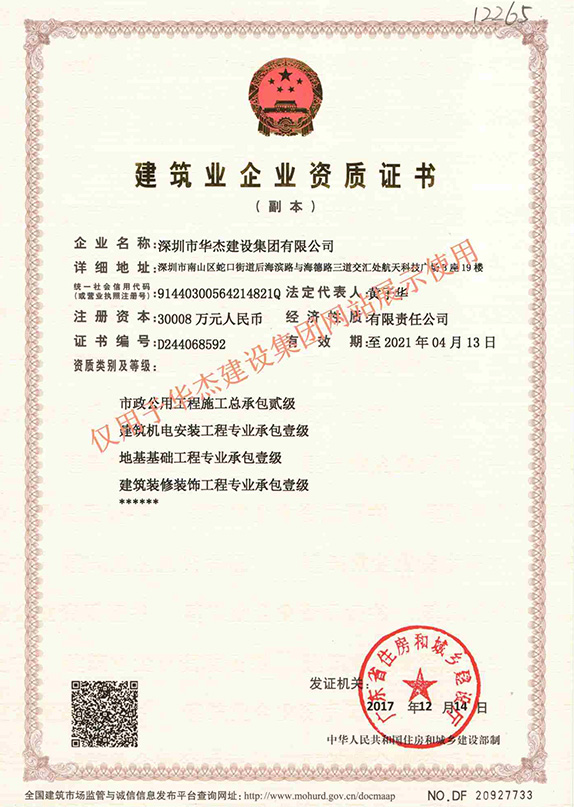 12265
建筑业企业资质证书
（副本）
企业名称:深圳市华杰建设集团有限公司
详细地址:深圳市南山区蛇口街道后海滨路与海德路三道交汇处航天科技广场B座19楼
统一社会信用代码
(或营业执照注册号):91440300564214821Q 法定代表人:黄于华
注册资本:30008万元人民币 经济性质:有限责任公司
证书编号:D244068592 有效期:至2021年04月13日
资质类别及等级:
市政公用工程施工总承包贰级
建筑机电安装工程专业承包壹级
地基基础工程专业承包壹级
建筑装修装饰工程专业承包壹级
******
仅用于华杰建设集团网站展示使用
广东省住房和城乡建设厅
发证机关:
2017 年12 月14 日
中华人民共和国住房和城乡建设部制
全国建筑市场监管与诚信信息发布平台查询网址: http://www.mohurd.gov.cn/docmaap
NO.DF 20927733